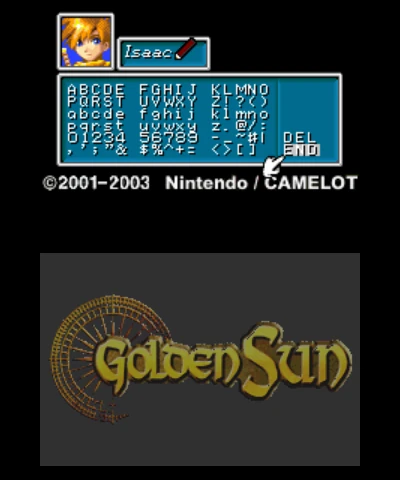 Isaac
ABCDE FGHIJ KLMNO
PQRST UVWXY Z!?()
abcde fghij klmno
pqrst uvwxy z.@/;
01234 56789 --~#| DEL
,';"& $%^+= <>[] END
©2001-2003 Nintendo / CAMELOT
GOLDEN SUN